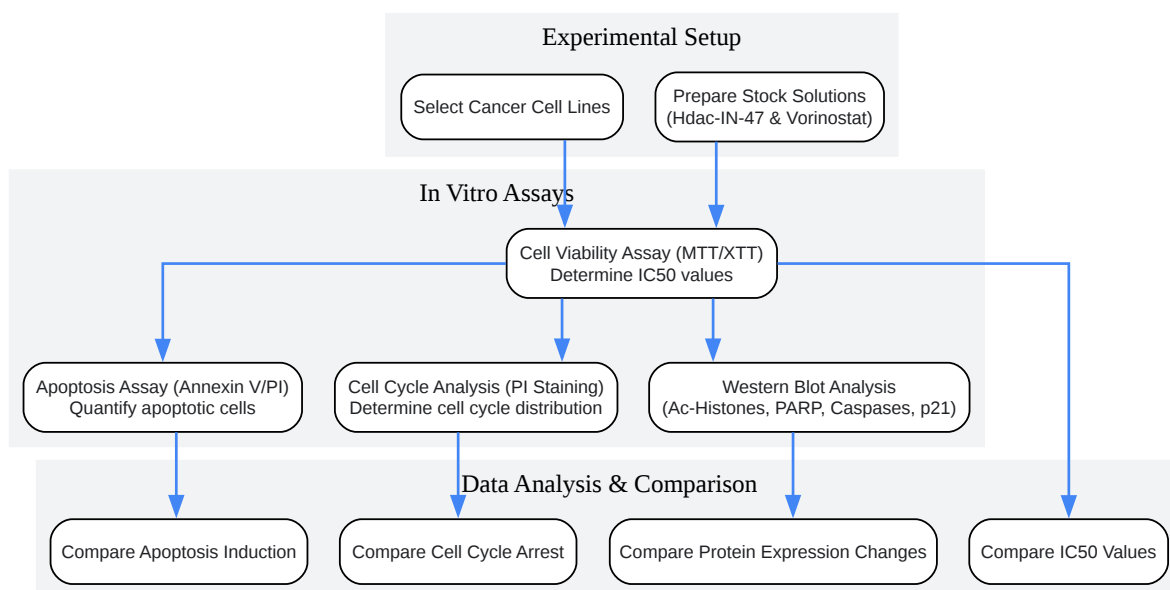 Experimental Setup
Select Cancer Cell Lines
Prepare Stock Solutions
(Hdac-IN-47 & Vorinostat)
In Vitro Assays
Cell Viability Assay (MTT/XTT)
Determine IC50 values
Apoptosis Assay (Annexin V/PI)
Quantify apoptotic cells
Cell Cycle Analysis (PI Staining)
Determine cell cycle distribution
Western Blot Analysis
(Ac-Histones, PARP, Caspases, p21)
Data Analysis & Comparison
Compare Apoptosis Induction
Compare Cell Cycle Arrest
Compare Protein Expression Changes
Compare IC50 Values